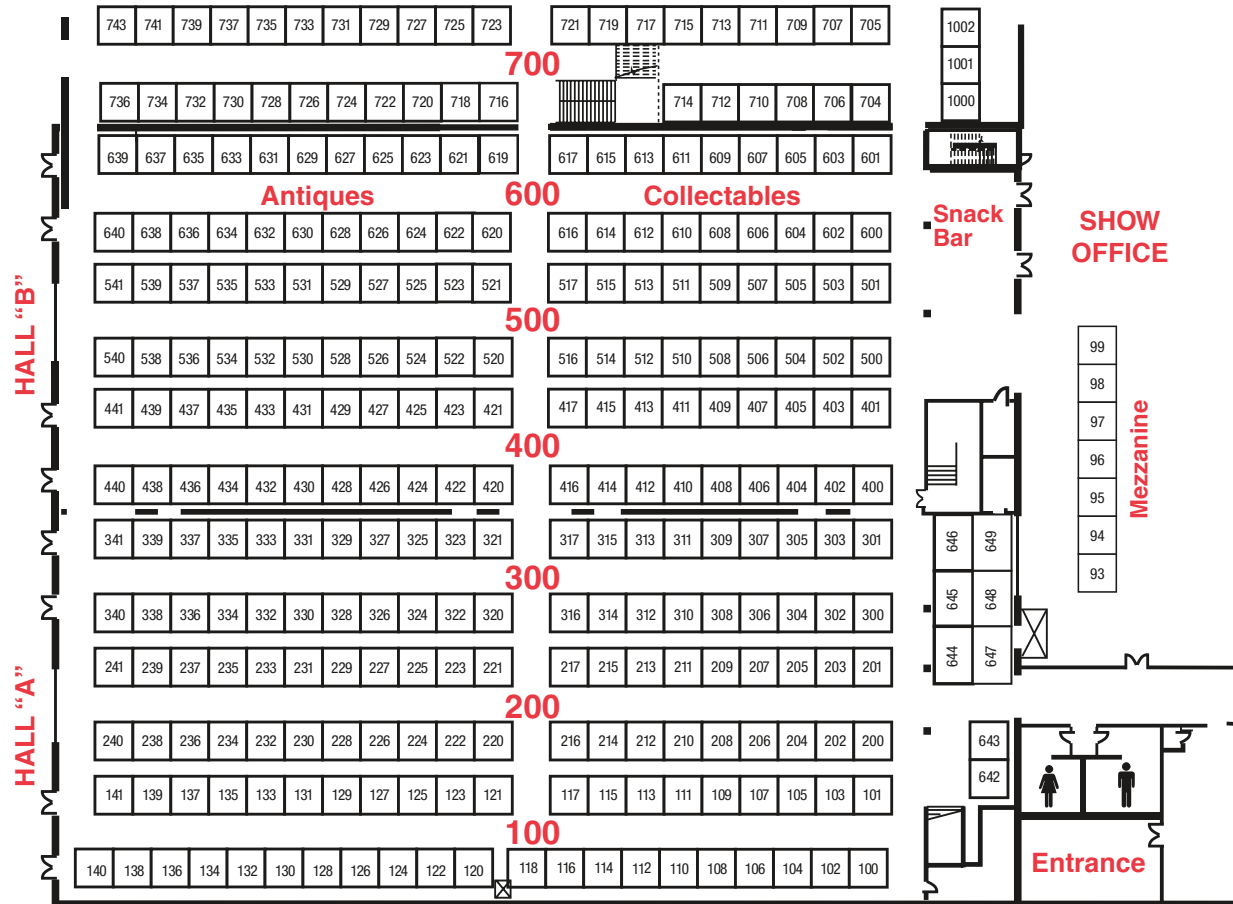 743 741 739 737 735 733 731 729 727 725 723 721 719 717 715 713 711 709 707 705 1002
700
1001
736 734 732 730 728 726 724 722 720 718 716 714 712 710 708 706 704 1000
639 637 635 633 631 629 627 625 623 621 619 617 615 613 611 609 607 605 603 601
Antiques 600 Collectables
Snack
Bar
SHOW
OFFICE
640 638 636 634 632 630 628 626 624 622 620 616 614 612 610 608 606 604 602 600
541 539 537 535 533 531 529 527 525 523 521 517 515 513 511 509 507 505 503 501
HALL “B”
500
540 538 536 534 532 530 528 526 524 522 520 516 514 512 510 508 506 504 502 500
441 439 437 435 433 431 429 427 425 423 421 417 415 413 411 409 407 405 403 401
99
98
97
96
95
94
93
Mezzanine
400
440 438 436 434 432 430 428 426 424 422 420 416 414 412 410 408 406 404 402 400
341 339 337 335 333 331 329 327 325 323 321 317 315 313 311 309 307 305 303 301
646 649
645 648
644 647
300
340 338 336 334 332 330 328 326 324 322 320 316 314 312 310 308 306 304 302 300
241 239 237 235 233 231 229 227 225 223 221 217 215 213 211 209 207 205 203 201
HALL “A”
200
240 238 236 234 232 230 228 226 224 222 220 216 214 212 210 208 206 204 202 200
643
642
141 139 137 135 133 131 129 127 125 123 121 117 115 113 111 109 107 105 103 101
100
140 138 136 134 132 130 128 126 124 122 120 118 116 114 112 110 108 106 104 102 100
Entrance